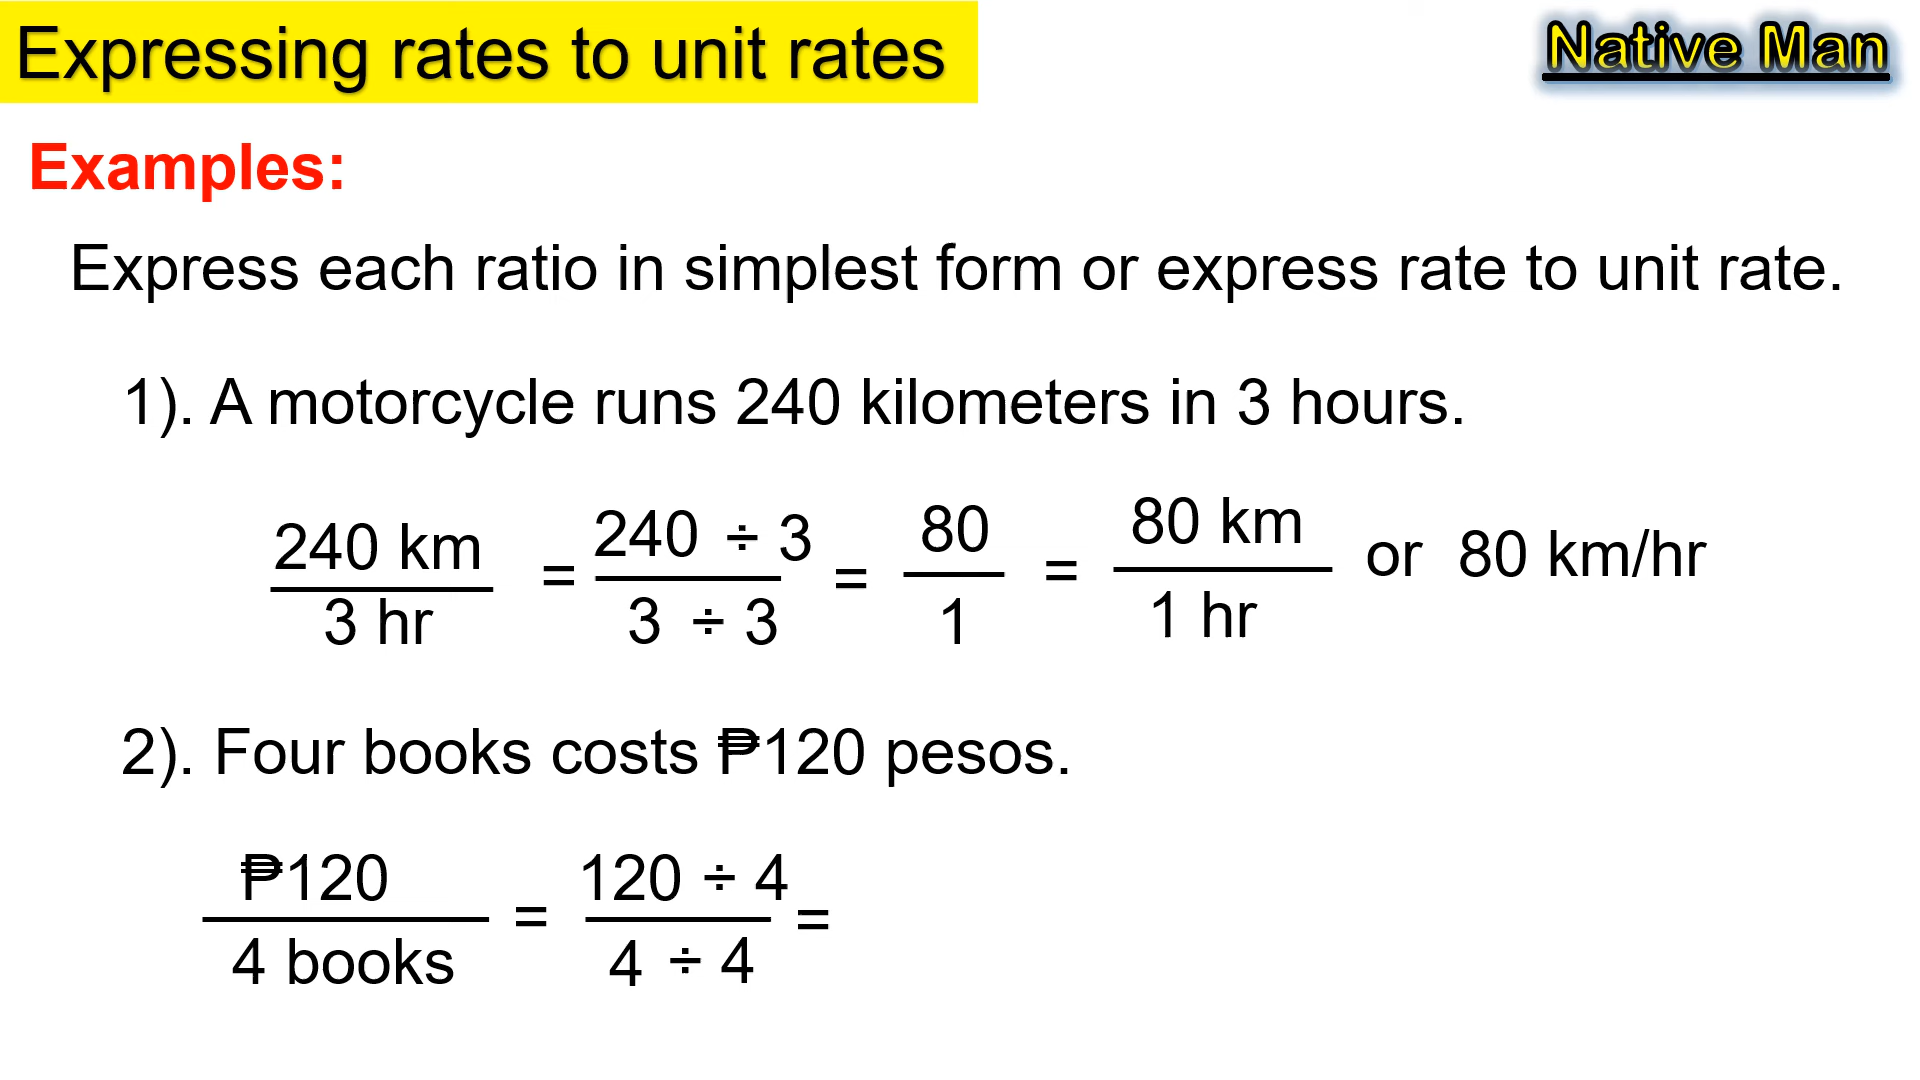 Expressing rates to unit rates
Native Man
Examples:
Express each ratio in simplest form or express rate to unit rate.
1). A motorcycle runs 240 kilometers in 3 hours.
240 km / 3 hr = 240 ÷ 3 / 3 ÷ 3 = 80 / 1 = 80 km / 1 hr or 80 km/hr
2). Four books costs ₱120 pesos.
₱120 / 4 books = 120 ÷ 4 / 4 ÷ 4 =